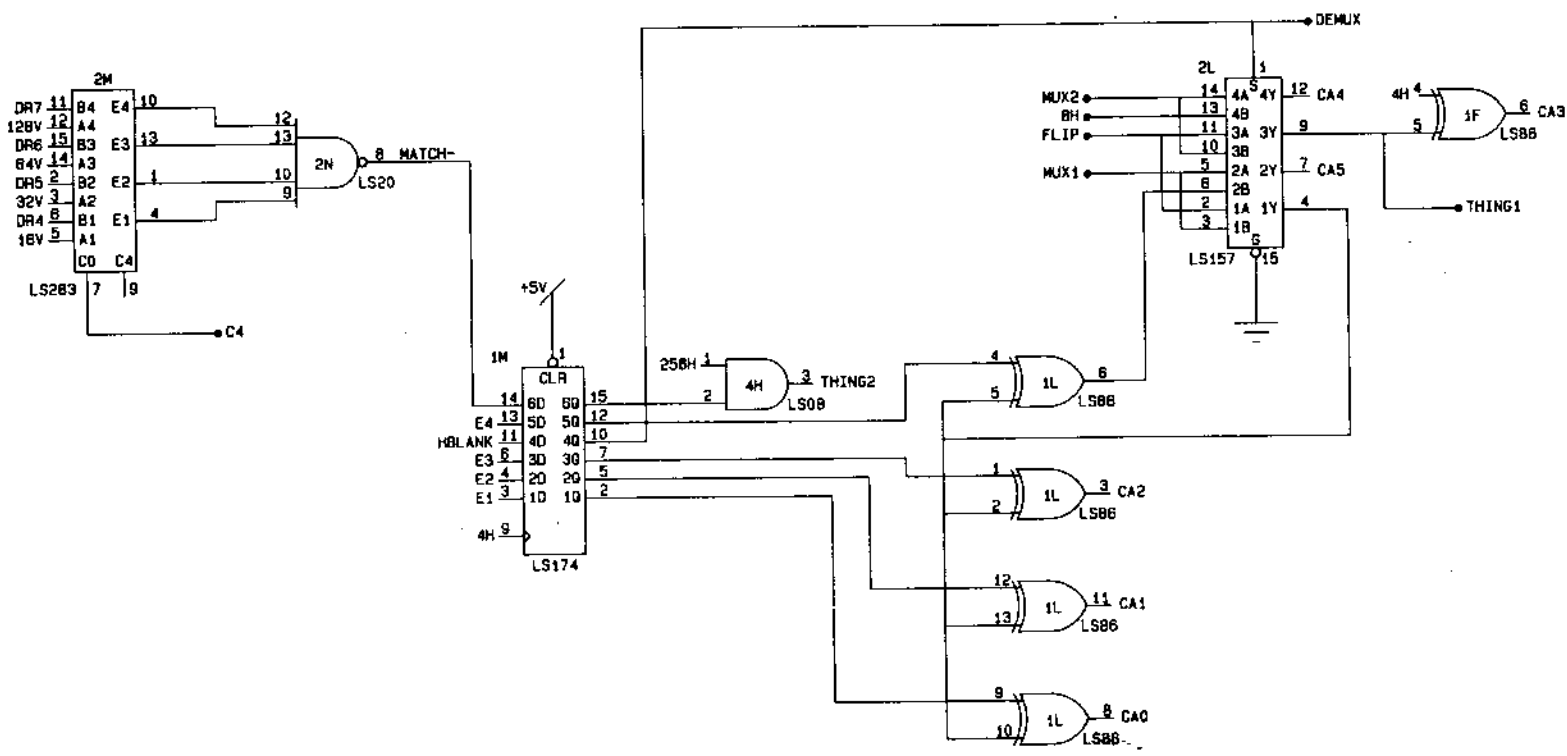 DEMUX
2M
2L 1
DR7 11 B4 E4 10
128V 12 A4
DR6 15 B3 E3 13
64V 14 A3
DR5 2 B2 E2 1
32V 3 A2
DR4 6 B1 E1 4
16V 5 A1
C0 C4
LS283 7 9
C4
12
13
10
9
2N
8 MATCH-
LS20
S
MUX2 14 4A 4Y 12 CA4
8H 13 4B
FLIP 11 3A 3Y 9
10 3B
MUX1 5 2A 2Y 7 CA5
6 2B
2 1A 1Y 4
3 1B
G
LS157 15
4H 4
5
1F
6 CA3
LS86
THING1
+5V
1M 1
CLR
14 6D 6Q 15
E4 13 5D 5Q 12
HBLANK 11 4D 4Q 10
E3 6 3D 3Q 7
E2 4 2D 2Q 5
E1 3 1D 1Q 2
4H 9
LS174
256H 1
2
4H
3 THING2
LS08
4
5
1L
6
LS86
1
2
1L
3 CA2
LS86
12
13
1L
11 CA1
LS86
9
10
1L
8 CA0
LS86